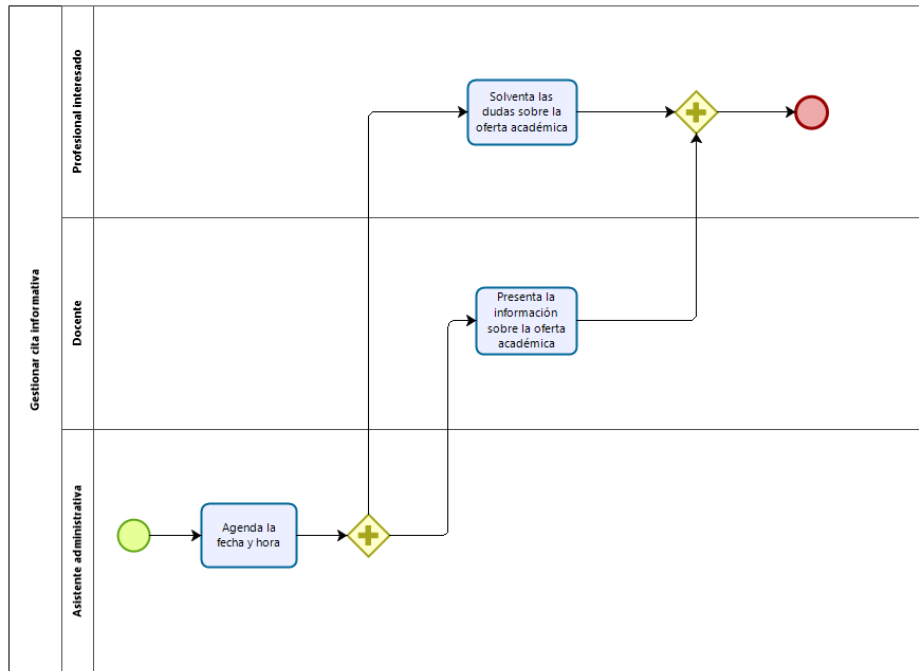 Gestionar cita informativa
Profesional interesado
Solventa las
dudas sobre la
oferta académica
Docente
Presenta la
información
sobre la oferta
académica
Asistente administrativa
Agenda la
fecha y hora